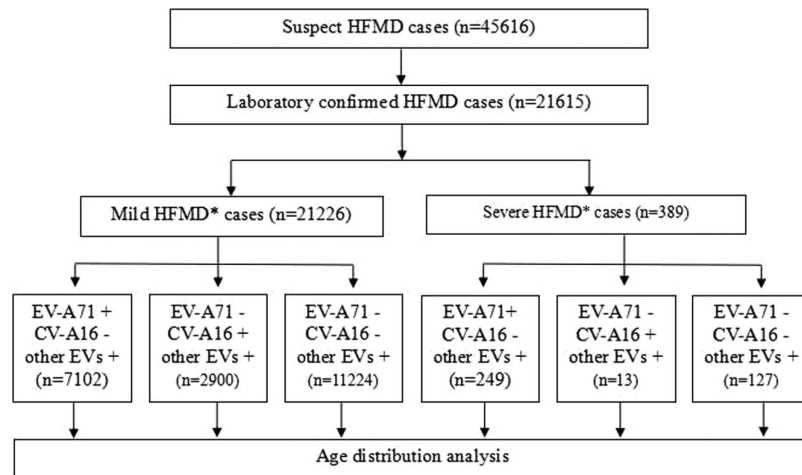 Suspect HFMD cases (n=45616)
Laboratory confirmed HFMD cases (n=21615)
Mild HFMD* cases (n=21226)
Severe HFMD* cases (n=389)
EV-A71 +
CV-A16 -
other EVs +
(n=7102)
EV-A71 -
CV-A16 +
other EVs +
(n=2900)
EV-A71 -
CV-A16 -
other EVs +
(n=11224)
EV-A71+
CV-A16 -
other EVs +
(n=249)
EV-A71 -
CV-A16 +
other EVs +
(n=13)
EV-A71 -
CV-A16 -
other EVs +
(n=127)
Age distribution analysis